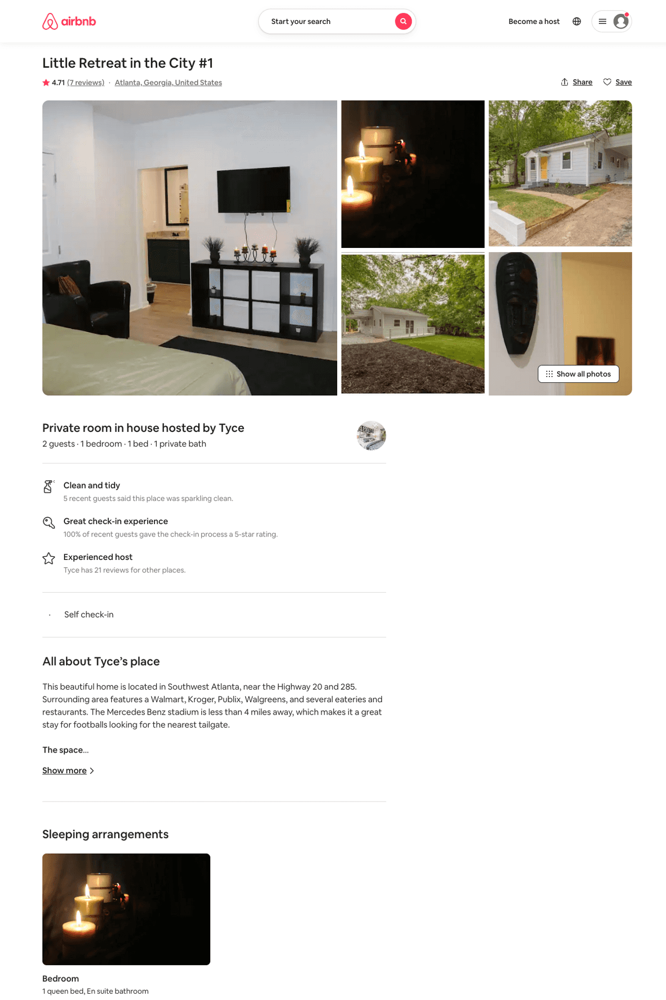 airbnb
Start your search
Become a host
Little Retreat in the City #1
4.71 (7 reviews) · Atlanta, Georgia, United States
Share
Save
Show all photos
Private room in house hosted by Tyce
2 guests · 1 bedroom · 1 bed · 1 private bath
Clean and tidy
5 recent guests said this place was sparkling clean.
Great check-in experience
100% of recent guests gave the check-in process a 5-star rating.
Experienced host
Tyce has 21 reviews for other places.
· Self check-in
All about Tyce’s place
This beautiful home is located in Southwest Atlanta, near the Highway 20 and 285.
Surrounding area features a Walmart, Kroger, Publix, Walgreens, and several eateries and
restaurants. The Mercedes Benz stadium is less than 4 miles away, which makes it a great
stay for footballs looking for the nearest tailgate.
The space...
Show more
Sleeping arrangements
Bedroom
1 queen bed, En suite bathroom